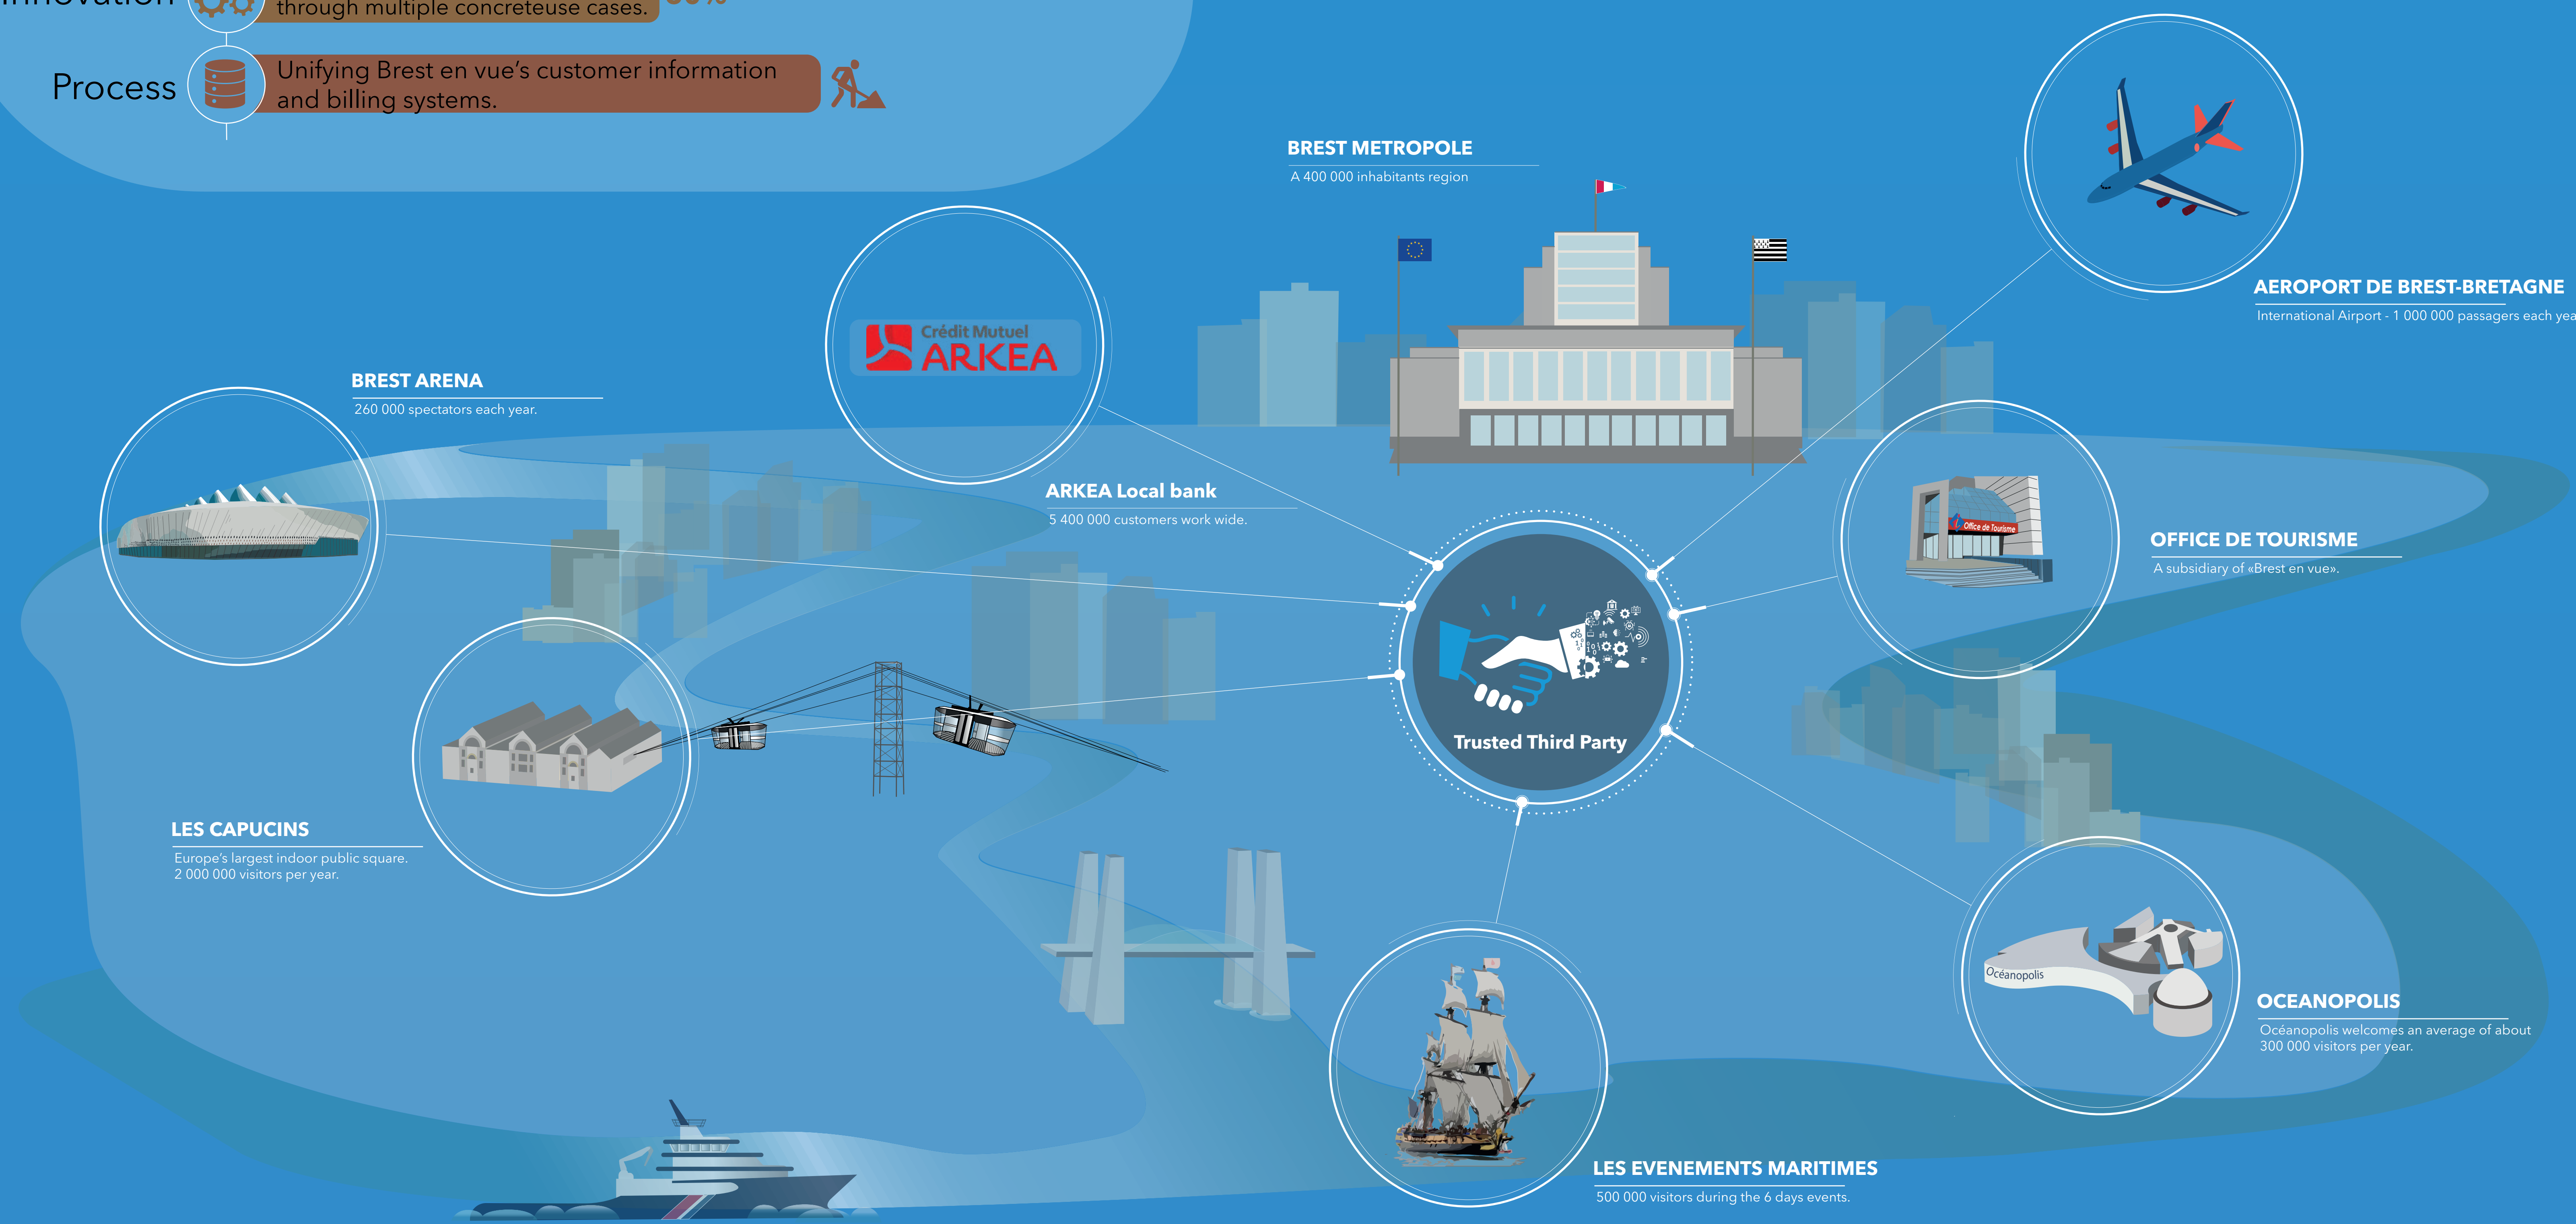 Innovation
through multiple concreteuse cases.
Process
Unifying Brest en vue's customer information
and billing systems.
BREST METROPOLE
A 400 000 inhabitants region
AEROPORT DE BREST-BRETAGNE
International Airport - 1 000 000 passagers each
Crédit Mutuel
ARKEA
BREST ARENA
260 000 spectators each year.
ARKEA Local bank
5 400 000 customers work wide.
Office de Tourisme
OFFICE DE TOURISME
A subsidiary of «Brest en vue».
Trusted Third Party
LES CAPUCINS
Europe's largest indoor public square.
2 000 000 visitors per year.
Océanopolis
OCEANOPOLIS
Océanopolis welcomes an average of about
300 000 visitors per year.
LES EVENEMENTS MARITIMES
500 000 visitors during the 6 days events.